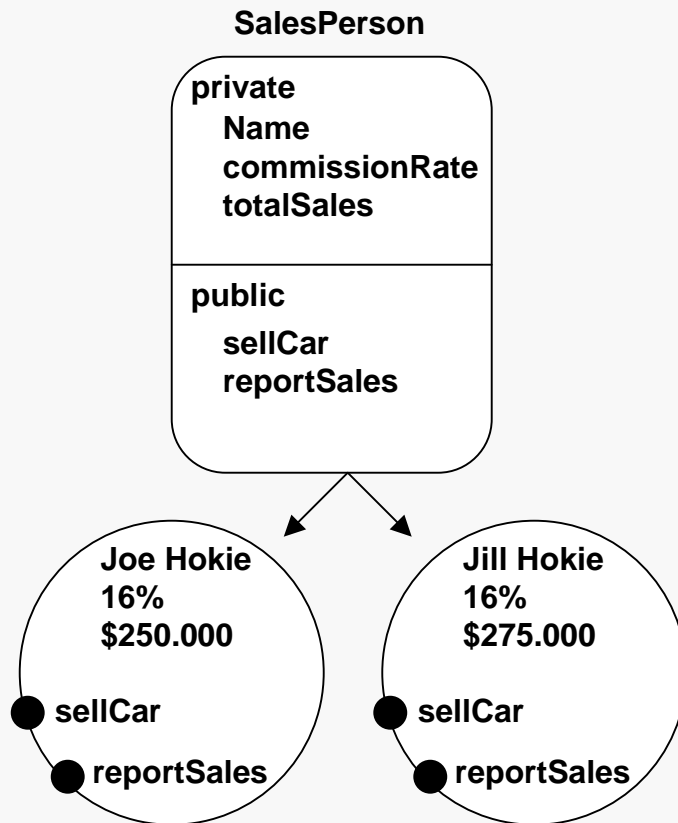 SalesPerson
private
Name
commissionRate
totalSales
public
sellCar
reportSales
Joe Hokie
16%
$250.000
sellCar
reportSales
Jill Hokie
16%
$275.000
sellCar
reportSales